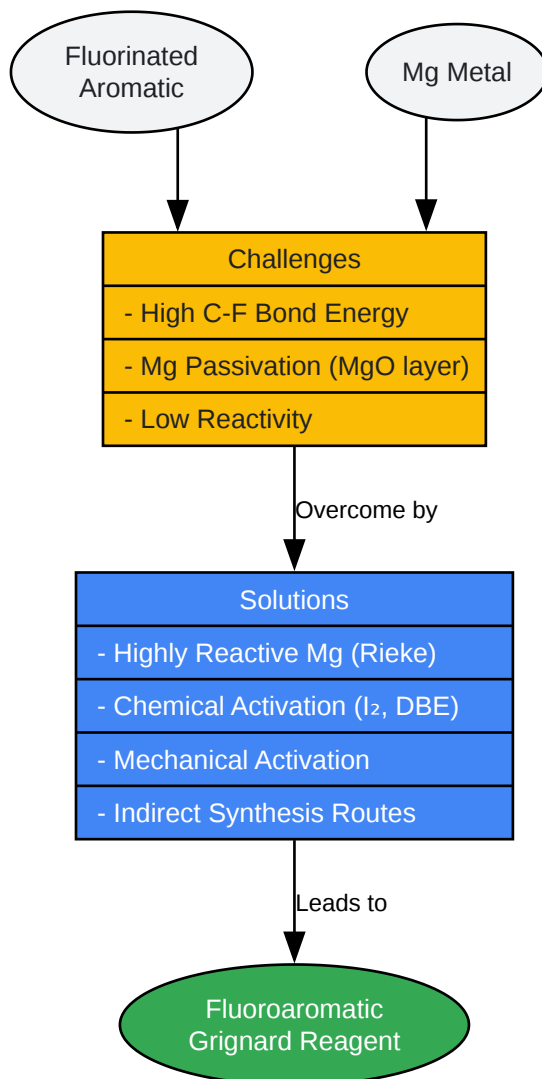 Fluorinated
Aromatic
Mg Metal
Challenges
- High C-F Bond Energy
- Mg Passivation (MgO layer)
- Low Reactivity
Overcome by
Solutions
- Highly Reactive Mg (Rieke)
- Chemical Activation (I₂, DBE)
- Mechanical Activation
- Indirect Synthesis Routes
Leads to
Fluoroaromatic
Grignard Reagent